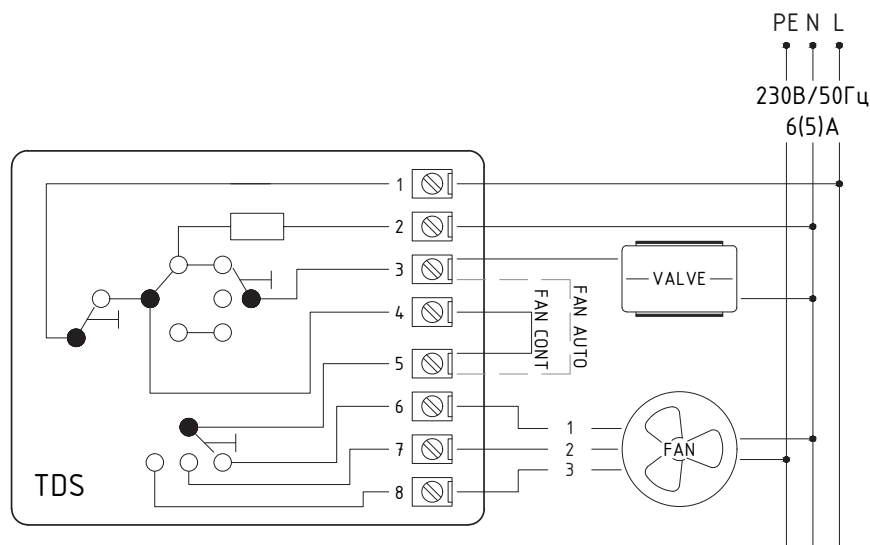 PE N L
230В/50Гц
6(5)А
1
2
3
VALVE
4
FAN CONT
FAN AUTO
5
6
1
7
2
FAN
3
8
TDS